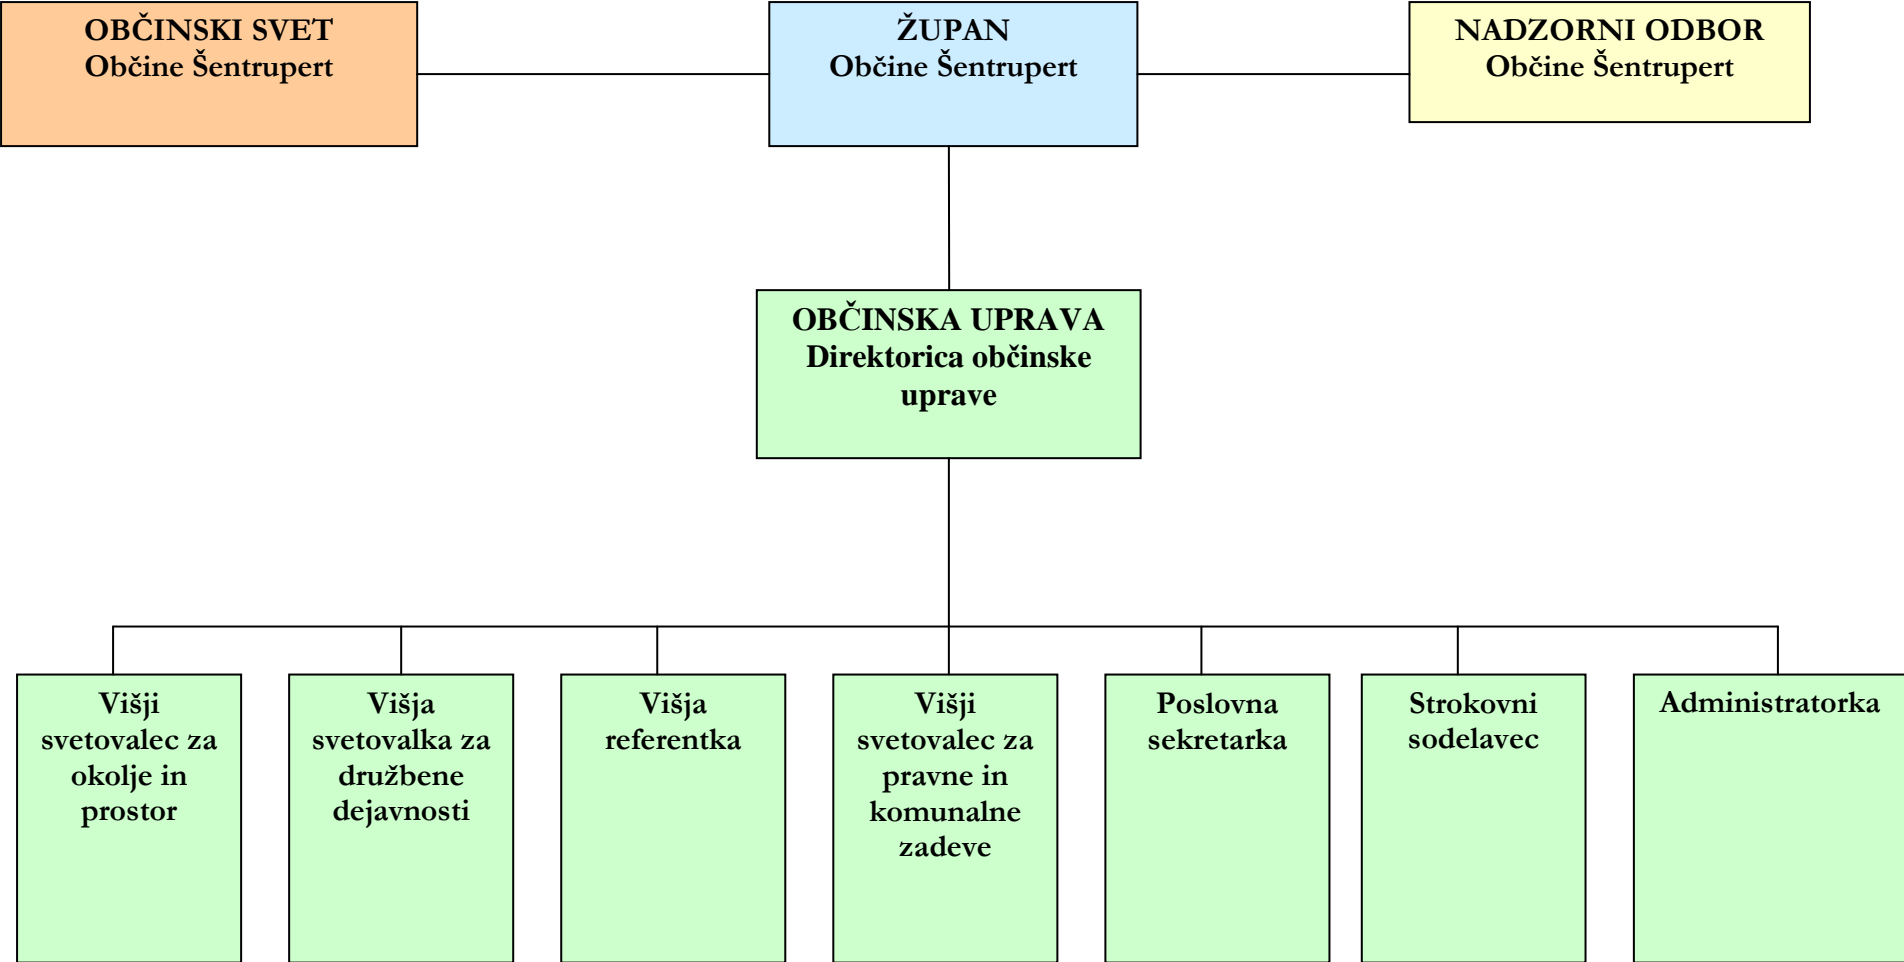 OBČINSKI SVET
Občine Šentrupert
ŽUPAN
Občine Šentrupert
NADZORNI ODBOR
Občine Šentrupert
OBČINSKA UPRAVA
Direktorica občinske
uprave
Višji
svetovalec za
okolje in
prostor
Višja
svetovalka za
družbene
dejavnosti
Višja
referentka
Višji
svetovalec za
pravne in
komunalne
zadeve
Poslovna
sekretarka
Strokovni
sodelavec
Administratorka